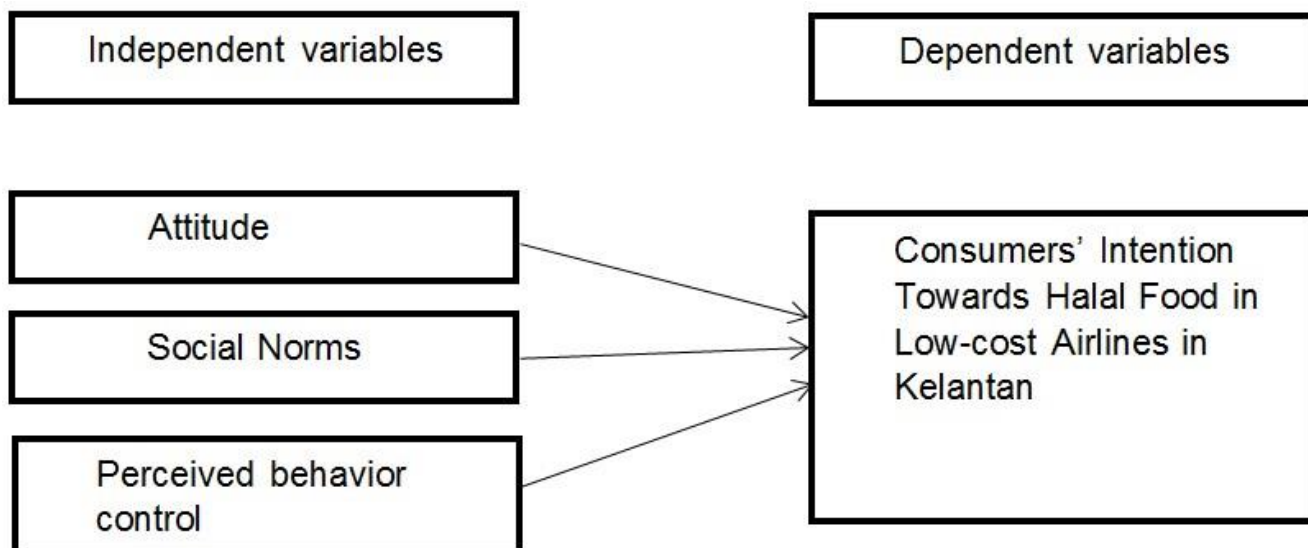 Independent variables
Dependent variables
Attitude
Social Norms
Perceived behavior
control
Consumers’ Intention
Towards Halal Food in
Low-cost Airlines in
Kelantan